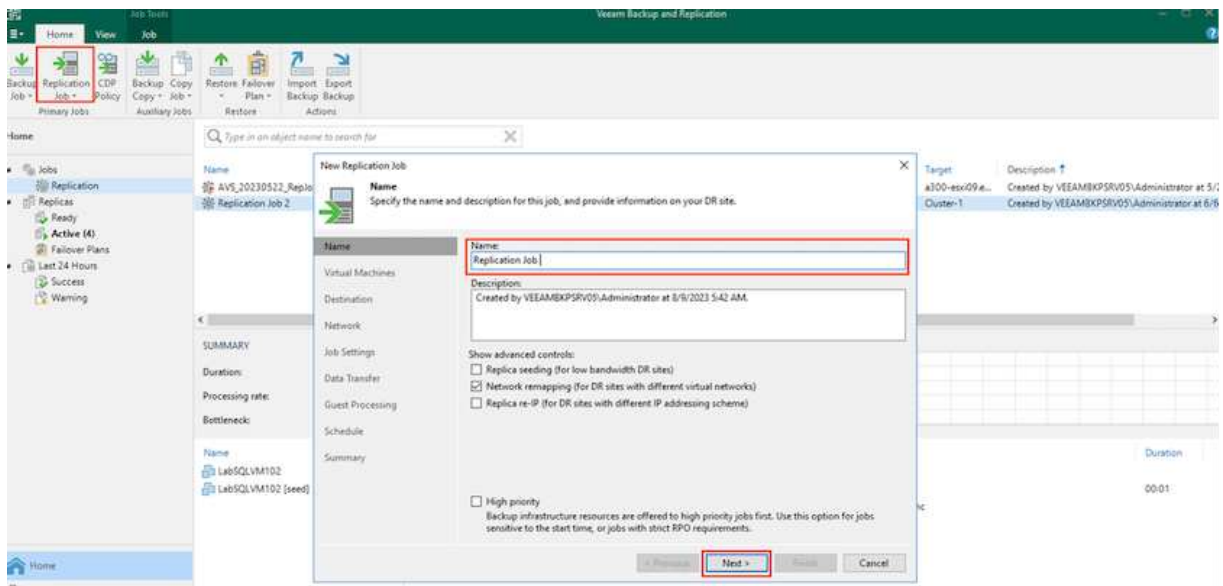 Job Tools
Veeam Backup and Replication
Home View Job
Backup Job
Replication Job
CDP Policy
Backup Copy
Copy Job
Restore Failover Plan
Import Backup
Export Backup
Primary Jobs
Auxiliary Jobs
Restore
Actions
Home
Type in an object name to search for
Jobs
Replication
Replicas
Ready
Active (4)
Failover Plans
Last 24 Hours
Success
Warning
Home
Name
AVS_20230522_RepJo
Replication Job 2
Target
Description
a300-esxi09.e... Created by VEEAMBKPSRV05\Administrator at 5/2
Cluster-1 Created by VEEAMBKPSRV05\Administrator at 6/6
SUMMARY
Duration:
Processing rate:
Bottleneck:
Name
LabSQLVM102
LabSQLVM102 [seed]
Duration
00:01
New Replication Job
Name
Specify the name and description for this job, and provide information on your DR site.
Name
Virtual Machines
Destination
Network
Job Settings
Data Transfer
Guest Processing
Schedule
Summary
Name:
Replication Job
Description:
Created by VEEAMBKPSRV05\Administrator at 8/9/2023 5:42 AM.
Show advanced controls:
Replica seeding (for low bandwidth DR sites)
Network remapping (for DR sites with different virtual networks)
Replica re-IP (for DR sites with different IP addressing scheme)
High priority
Backup infrastructure resources are offered to high priority jobs first. Use this option for jobs
sensitive to the start time, or jobs with strict RPO requirements.
< Previous
Next >
Finish
Cancel